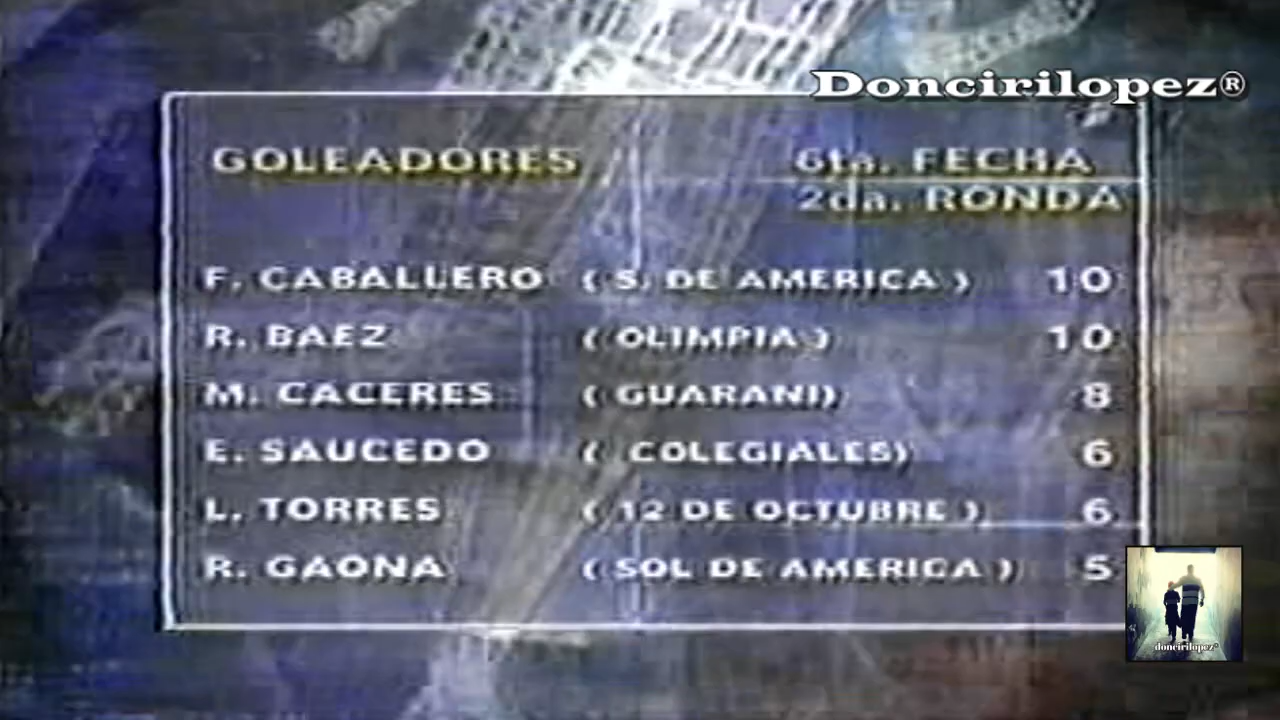 Doncirilopez®
GOLEADORES 6ta. FECHA
2da. RONDA
F. CABALLERO ( S. DE AMERICA ) 10
R. BAEZ ( OLIMPIA ) 10
M. CACERES ( GUARANI) 8
E. SAUCEDO ( COLEGIALES) 6
L. TORRES ( 12 DE OCTUBRE ) 6
R. GAONA ( SOL DE AMERICA ) 5
doncirilopez®